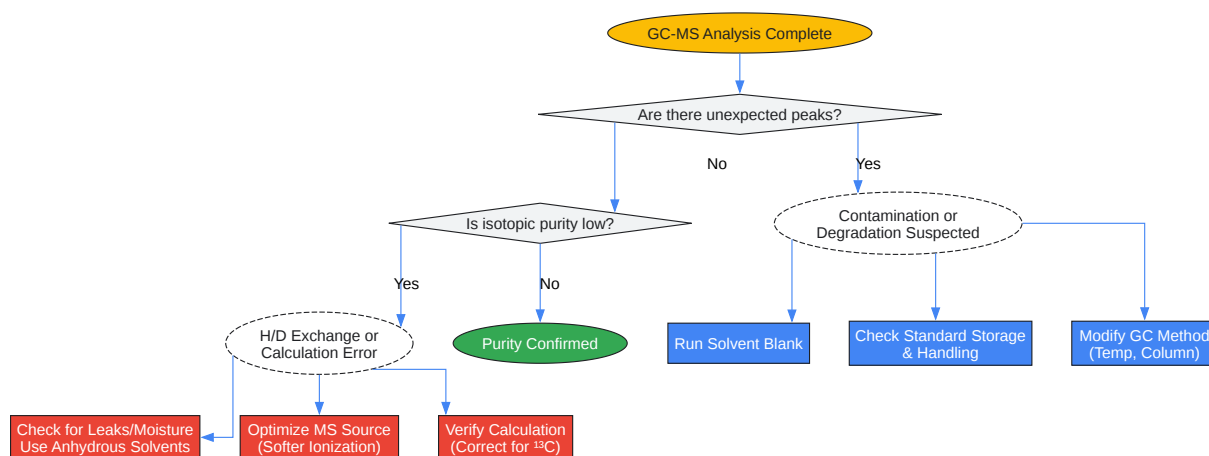 GC-MS Analysis Complete
Are there unexpected peaks?
No
Yes
Is isotopic purity low?
Contamination or
Degradation Suspected
Yes
No
H/D Exchange or
Calculation Error
Purity Confirmed
Run Solvent Blank
Check Standard Storage
& Handling
Modify GC Method
(Temp, Column)
Check for Leaks/Moisture
Use Anhydrous Solvents
Optimize MS Source
(Softer Ionization)
Verify Calculation
(Correct for ¹³C)